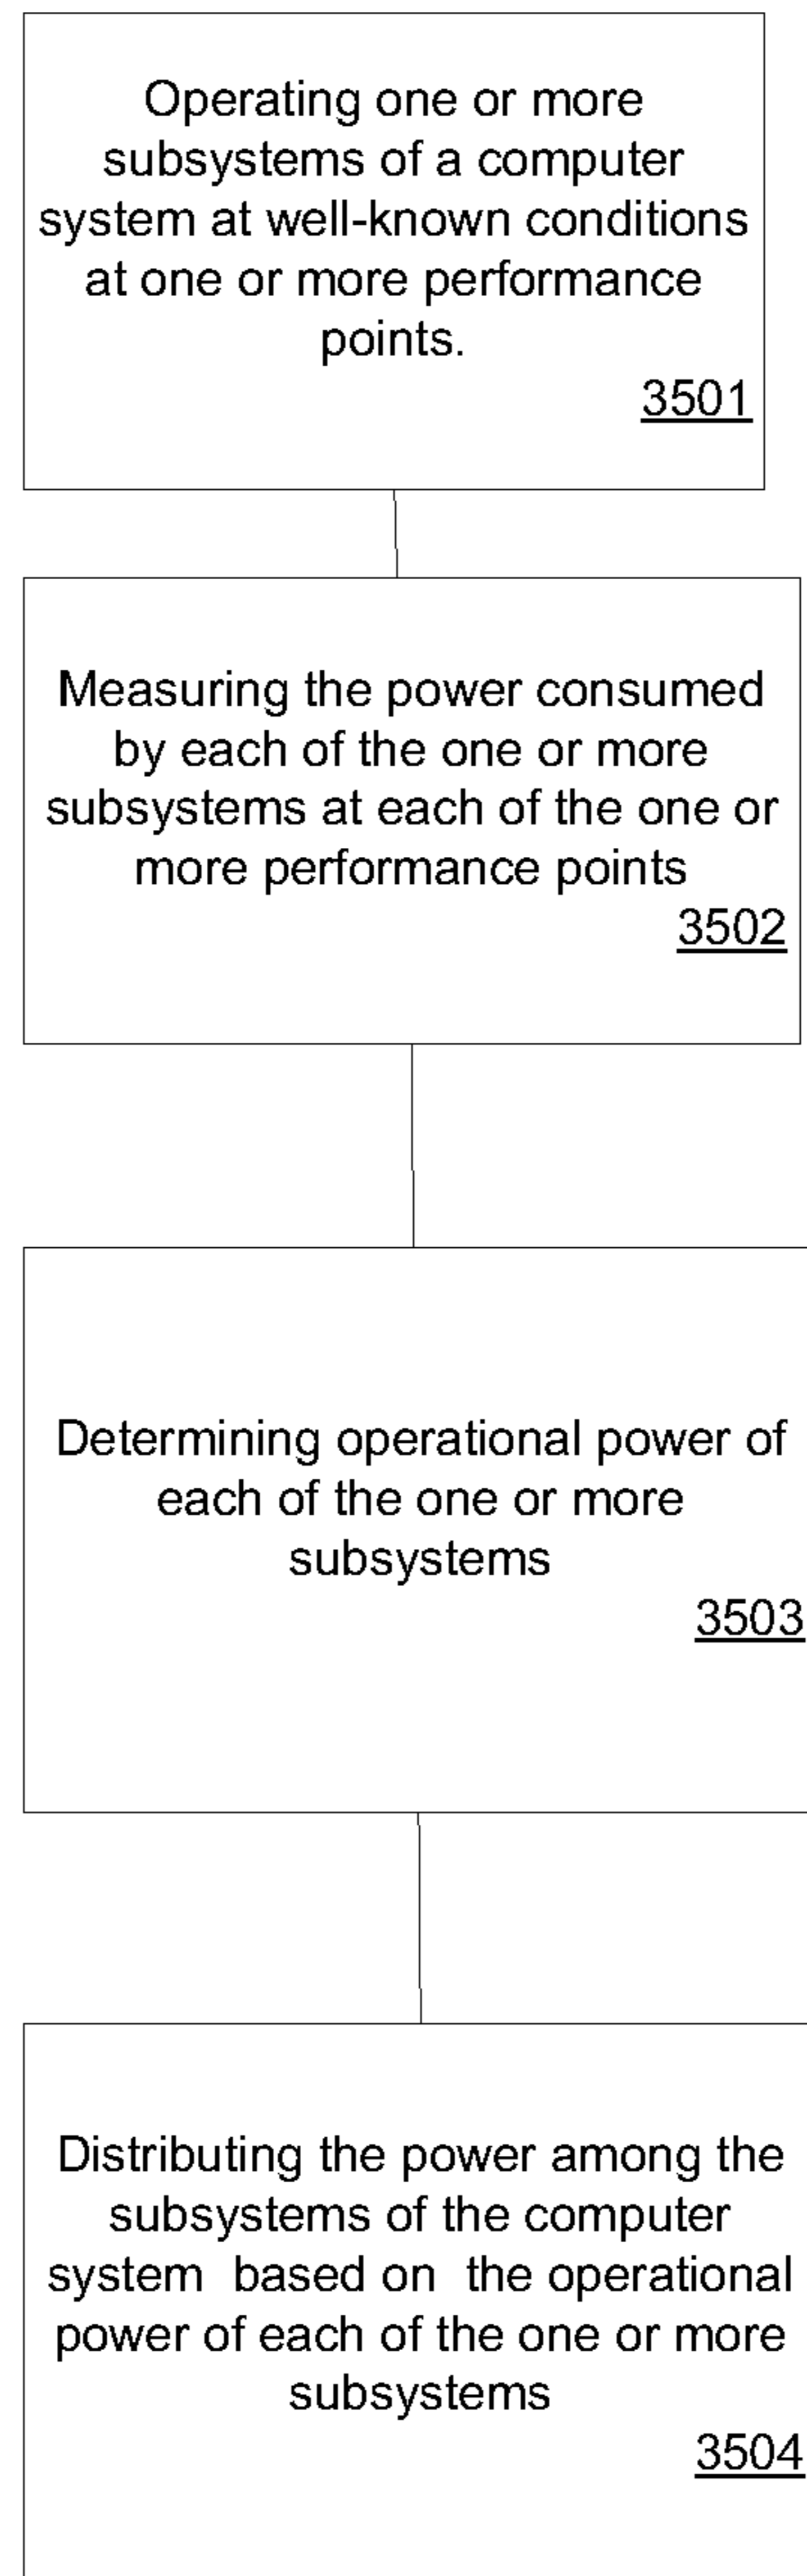 Operating one or more
subsystems of a computer
system at well-known conditions
at one or more performance
points.
3501
Measuring the power consumed
by each of the one or more
subsystems at each of the one or
more performance points
3502
Determining operational power of
each of the one or more
subsystems
3503
Distributing the power among the
subsystems of the computer
system  based on  the operational
power of each of the one or more
subsystems
3504